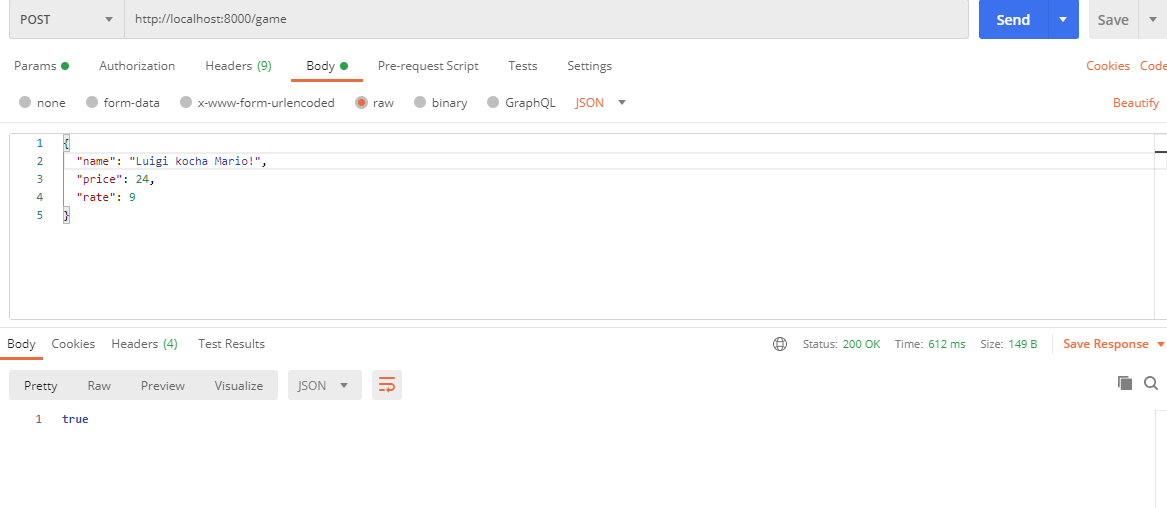 POST http://localhost:8000/game Send Save
Params Authorization Headers (9) Body Pre-request Script Tests Settings Cookies Code
none form-data x-www-form-urlencoded raw binary GraphQL JSON Beautify
1 {
2 "name": "Luigi kocha Mario!",
3 "price": 24,
4 "rate": 9
5 }
Body Cookies Headers (4) Test Results Status: 200 OK Time: 612 ms Size: 149 B Save Response
Pretty Raw Preview Visualize JSON
1 true